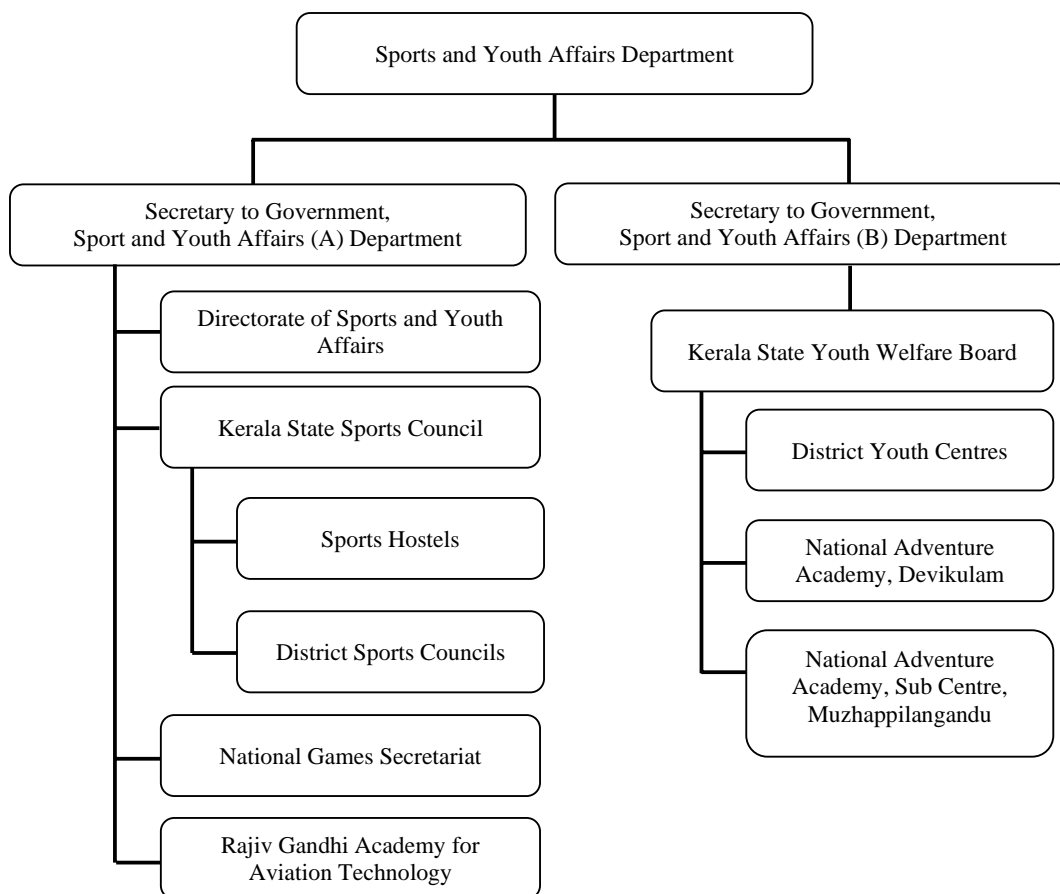 Sports and Youth Affairs Department
Secretary to Government,
Sport and Youth Affairs (A) Department
Directorate of Sports and Youth
Affairs
Kerala State Sports Council
Sports Hostels
District Sports Councils
National Games Secretariat
Rajiv Gandhi Academy for
Aviation Technology
Secretary to Government,
Sport and Youth Affairs (B) Department
Kerala State Youth Welfare Board
District Youth Centres
National Adventure
Academy, Devikulam
National Adventure
Academy, Sub Centre,
Muzhappilangandu